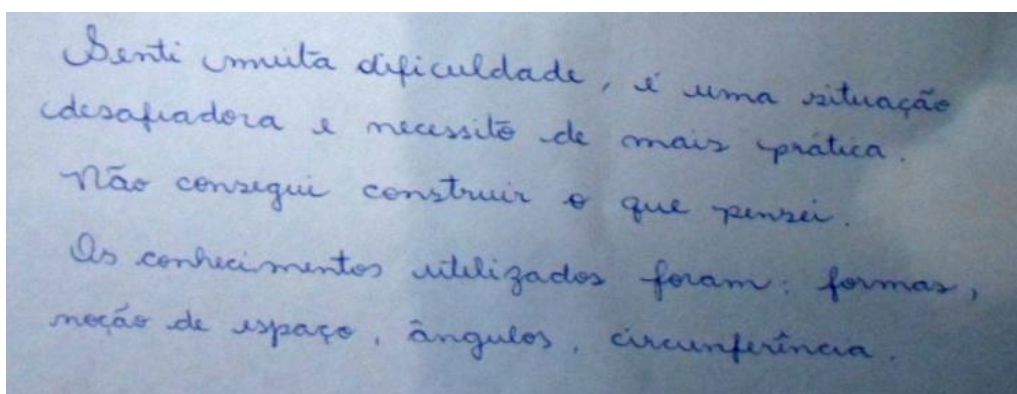 Senti muita dificuldade, é uma situação
desafiadora e necessito de mais prática.
Não consegui construir o que pensei.
Os conhecimentos utilizados foram: formas,
noção de espaço, ângulos, circunferência.